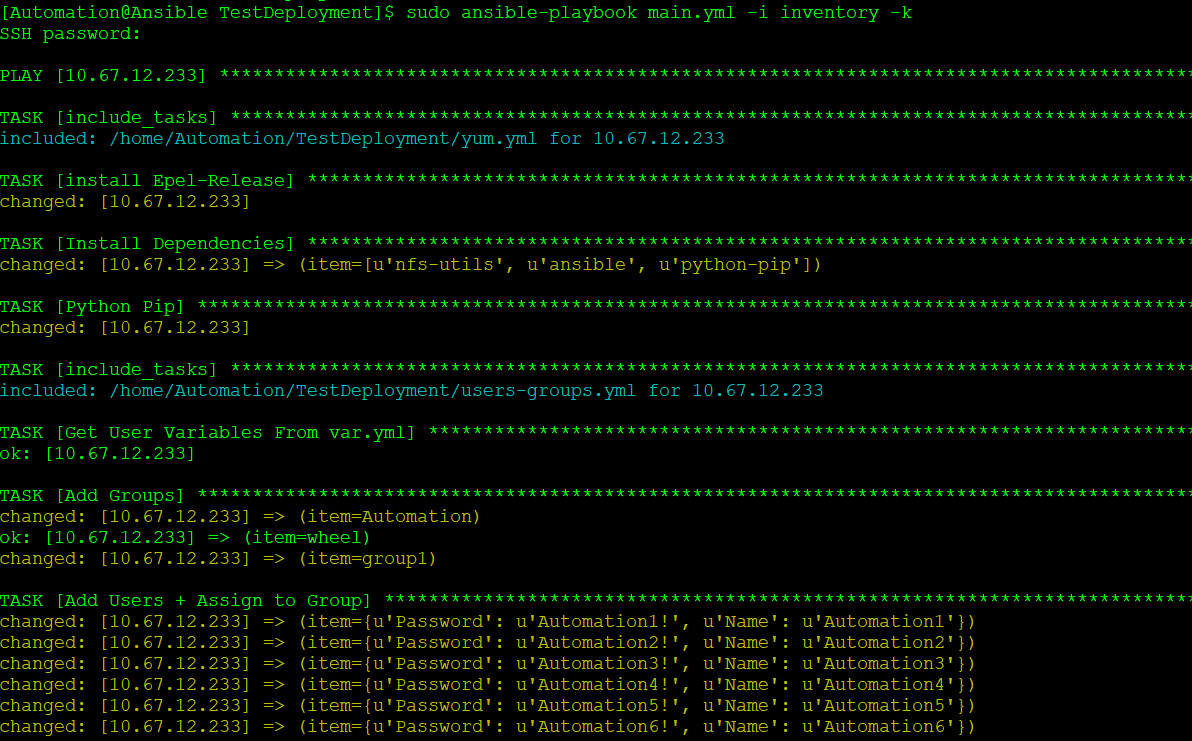 [Automation@Ansible TestDeployment]$ sudo ansible-playbook main.yml -i inventory -k
SSH password:
PLAY [10.67.12.233] ****************************************************************************************
TASK [include_tasks] ***************************************************************************************
included: /home/Automation/TestDeployment/yum.yml for 10.67.12.233
TASK [install Epel-Release] ********************************************************************************
changed: [10.67.12.233]
TASK [Install Dependencies] ********************************************************************************
changed: [10.67.12.233] => (item=[u'nfs-utils', u'ansible', u'python-pip'])
TASK [Python Pip] ******************************************************************************************
changed: [10.67.12.233]
TASK [include_tasks] ***************************************************************************************
included: /home/Automation/TestDeployment/users-groups.yml for 10.67.12.233
TASK [Get User Variables From var.yml] *********************************************************************
ok: [10.67.12.233]
TASK [Add Groups] ******************************************************************************************
changed: [10.67.12.233] => (item=Automation)
ok: [10.67.12.233] => (item=wheel)
changed: [10.67.12.233] => (item=group1)
TASK [Add Users + Assign to Group] *************************************************************************
changed: [10.67.12.233] => (item={u'Password': u'Automation1!', u'Name': u'Automation1'})
changed: [10.67.12.233] => (item={u'Password': u'Automation2!', u'Name': u'Automation2'})
changed: [10.67.12.233] => (item={u'Password': u'Automation3!', u'Name': u'Automation3'})
changed: [10.67.12.233] => (item={u'Password': u'Automation4!', u'Name': u'Automation4'})
changed: [10.67.12.233] => (item={u'Password': u'Automation5!', u'Name': u'Automation5'})
changed: [10.67.12.233] => (item={u'Password': u'Automation6!', u'Name': u'Automation6'})